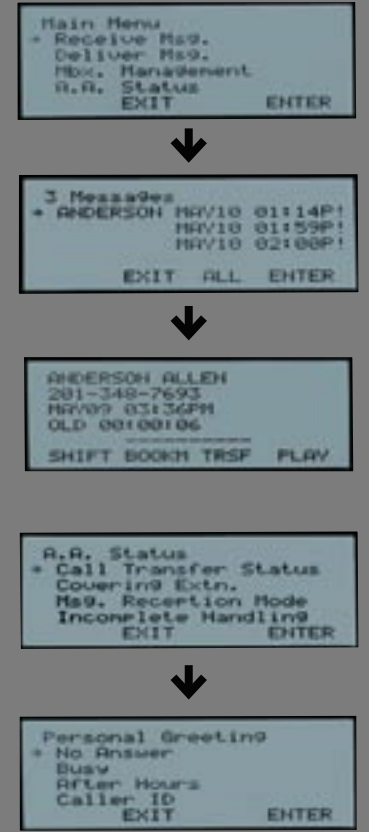 Main Menu
Receive Msg.
Deliver Msg.
Mbx. Management
A.A. Status
EXIT ENTER
3 Messages
ANDERSON MAY10 01:14P!
MAY10 01:59P!
MAY10 02:00P!
EXIT ALL ENTER
ANDERSON ALLEN
201-348-7693
MAY09 03:36PM
OLD 00:00:06
SHIFT BOOKM TRSF PLAY
A.A. Status
Call Transfer Status
Covering Extn.
Msg. Reception Mode
Incomplete Handling
EXIT ENTER
Personal Greeting
No Answer
Busy
After Hours
Caller ID
EXIT ENTER